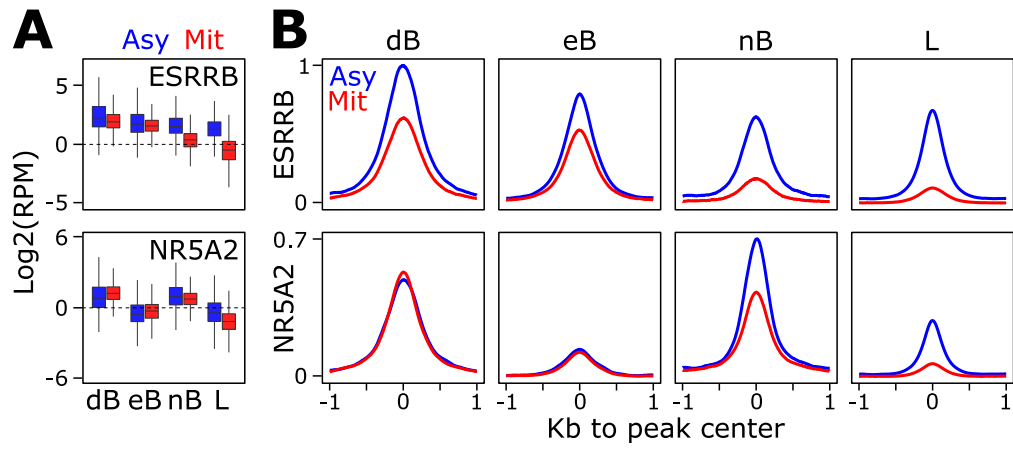 A
B
Asy Mit
dB
eB
nB
L
Log2(RPM)
ESRRB
5
0
-5
NR5A2
6
0
-6
dB eB nB L
ESRRB
Asy
Mit
1
0
NR5A2
0.7
0
-1
0
1
-1
0
1
-1
0
1
-1
0
1
Kb to peak center